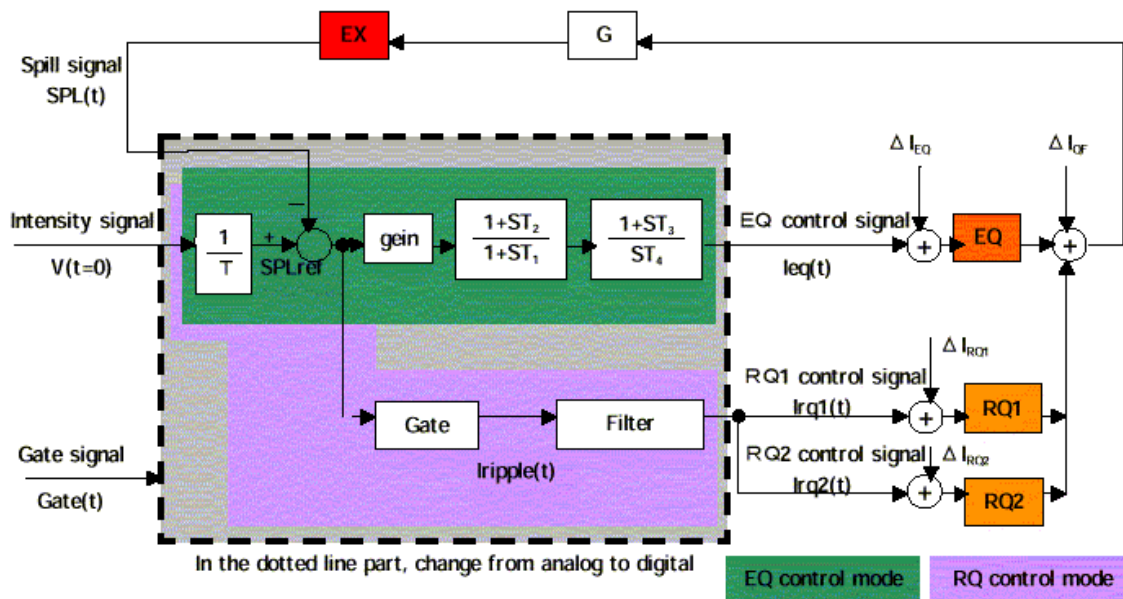 EX
G
Spill signal
SPL(t)
Δ I_EQ
Δ I_QF
Intensity signal
V(t=0)
1
T
+
−
SPLref
gein
1+ST₂
1+ST₁
1+ST₃
ST₄
EQ control signal
Ieq(t)
+
EQ
+
Δ I_RQ1
RQ1 control signal
Irq1(t)
+
RQ1
Gate
Filter
Iripple(t)
RQ2 control signal
Irq2(t)
Δ I_RQ2
+
RQ2
Gate signal
Gate(t)
In the dotted line part, change from analog to digital
EQ control mode
RQ control mode